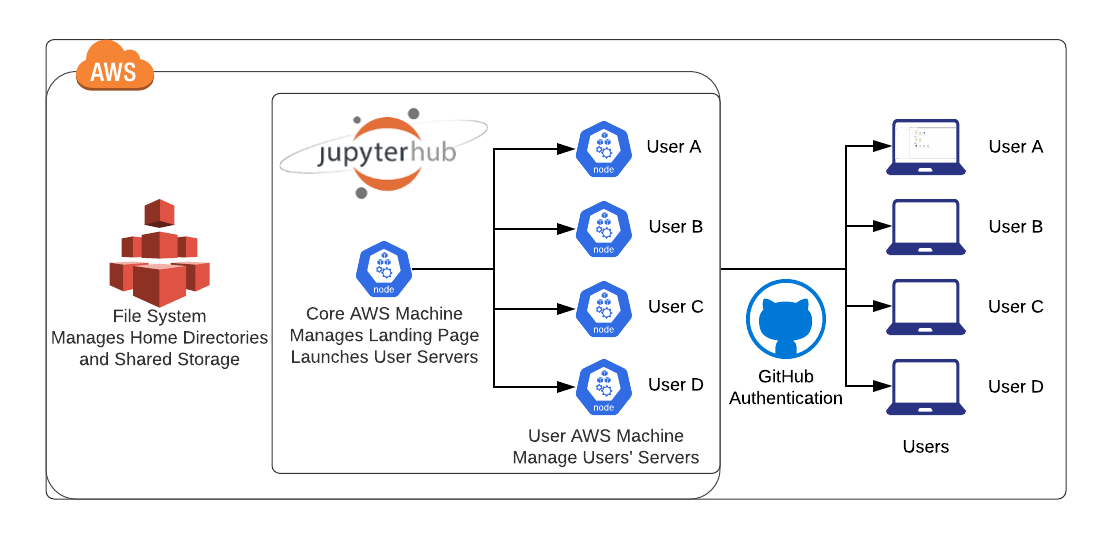 AWS
jupyterhub
File System
Manages Home Directories
and Shared Storage
node
Core AWS Machine
Manages Landing Page
Launches User Servers
node
User A
node
User B
node
User C
node
User D
User AWS Machine
Manage Users' Servers
GitHub
Authentication
User A
User B
User C
User D
Users